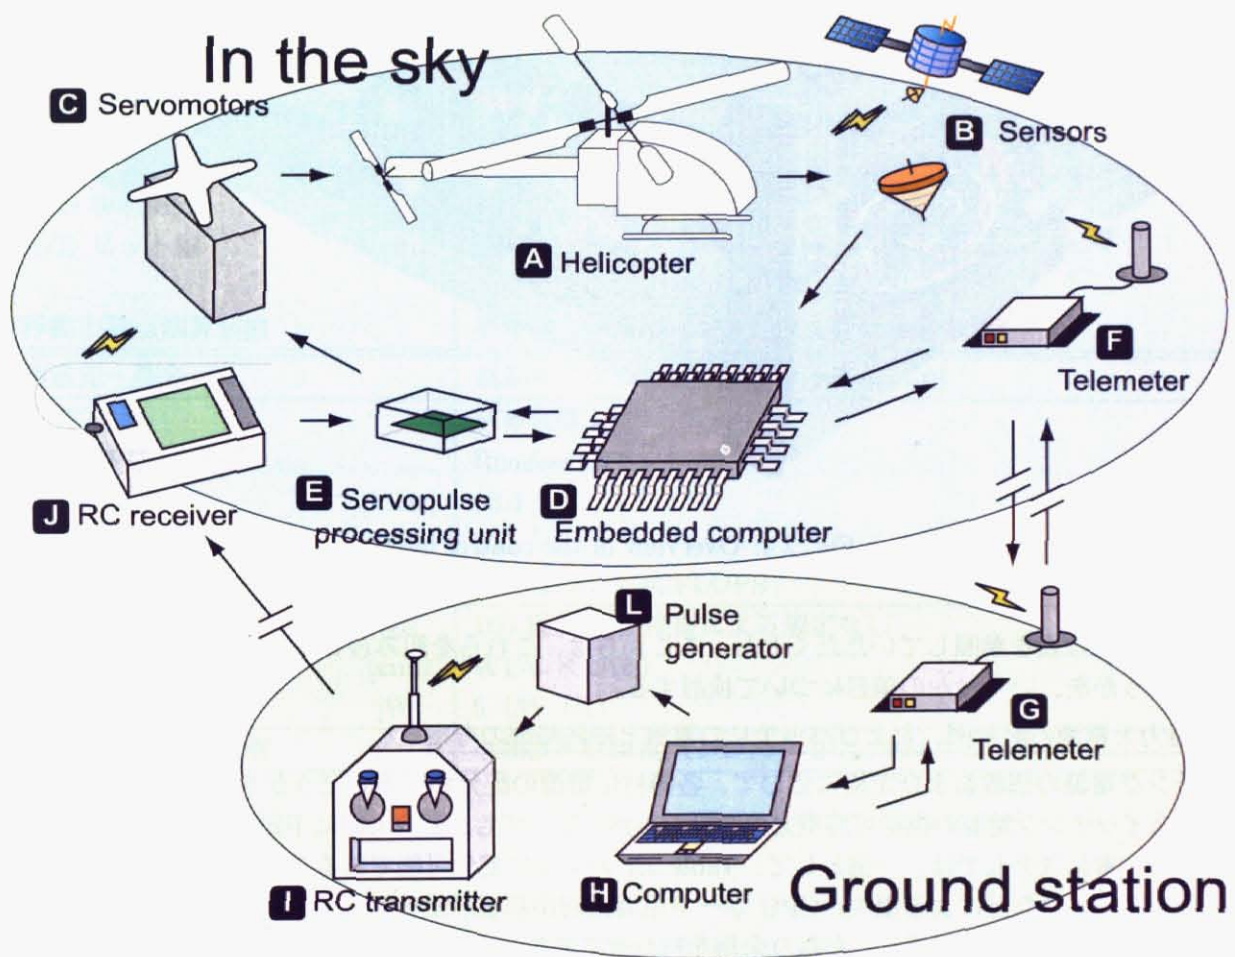 In the sky
C Servomotors
B Sensors
A Helicopter
F
Telemeter
J RC receiver
E Servopulse
processing unit
D
Embedded computer
L Pulse
generator
G
Telemeter
I RC transmitter
H Computer
Ground station